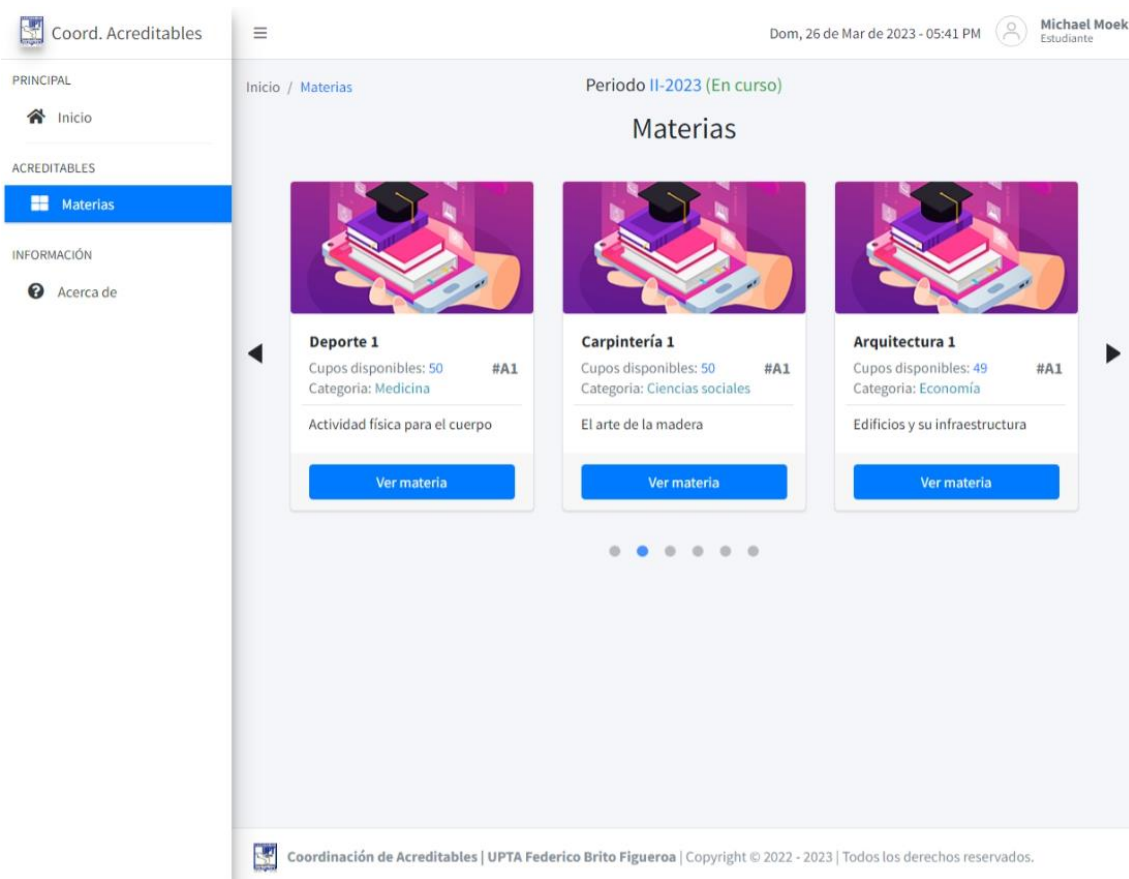 Coord. Acreditables
Dom, 26 de Mar de 2023 - 05:41 PM
Michael Moek
Estudiante
PRINCIPAL
Inicio
ACREDITABLES
Materias
INFORMACIÓN
Acerca de
Inicio / Materias
Periodo II-2023 (En curso)
Materias
Deporte 1
Cupos disponibles: 50 #A1
Categoria: Medicina
Actividad física para el cuerpo
Ver materia
Carpintería 1
Cupos disponibles: 50 #A1
Categoria: Ciencias sociales
El arte de la madera
Ver materia
Arquitectura 1
Cupos disponibles: 49 #A1
Categoria: Economía
Edificios y su infraestructura
Ver materia
Coordinación de Acreditables | UPTA Federico Brito Figueroa | Copyright © 2022 - 2023 | Todos los derechos reservados.